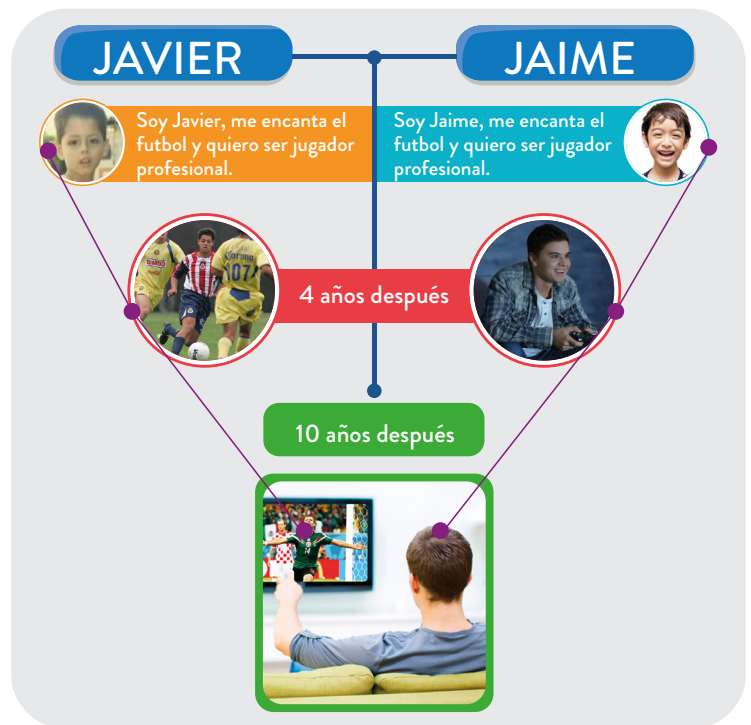 JAVIER
JAIME
Soy Javier, me encanta el
futbol y quiero ser jugador
profesional.
Soy Jaime, me encanta el
futbol y quiero ser jugador
profesional.
107
4 años después
10 años después